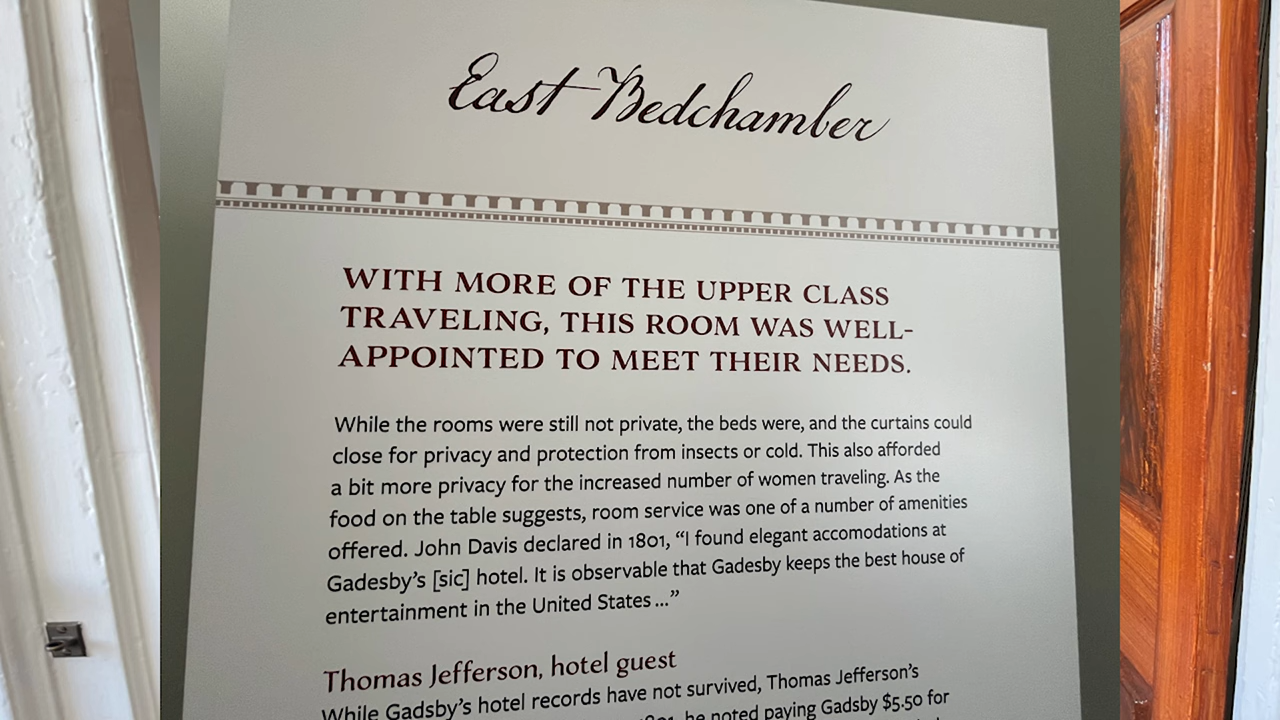 East Bedchamber
WITH MORE OF THE UPPER CLASS
TRAVELING, THIS ROOM WAS WELL-
APPOINTED TO MEET THEIR NEEDS.
While the rooms were still not private, the beds were, and the curtains could
close for privacy and protection from insects or cold. This also afforded
a bit more privacy for the increased number of women traveling. As the
food on the table suggests, room service was one of a number of amenities
offered. John Davis declared in 1801, “I found elegant accomodations at
Gadesby’s [sic] hotel. It is observable that Gadesby keeps the best house of
entertainment in the United States ...”
Thomas Jefferson, hotel guest
While Gadsby’s hotel records have not survived, Thomas Jefferson’s
1801, he noted paying Gadsby $5.50 for